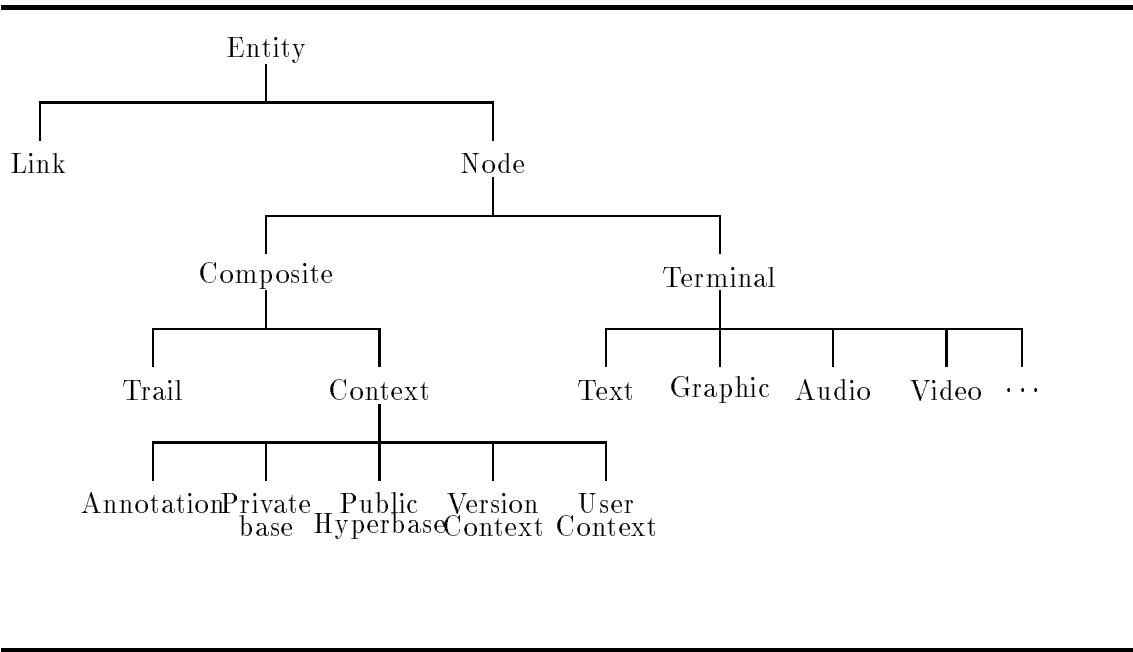 Entity
Link Node
Composite Terminal
Trail Context Text Graphic Audio Video ···
Annotation Private Public Version User
base Hyperbase Context Context